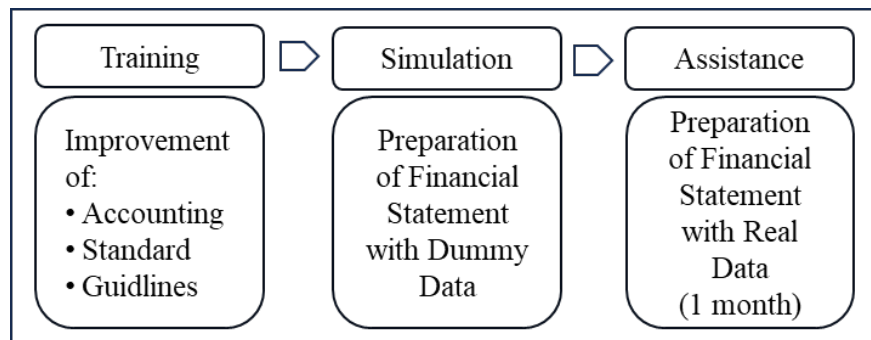 Training
Simulation
Assistance
Improvement
of:
• Accounting
• Standard
• Guidlines
Preparation
of Financial
Statement
with Dummy
Data
Preparation
of Financial
Statement
with Real
Data
(1 month)